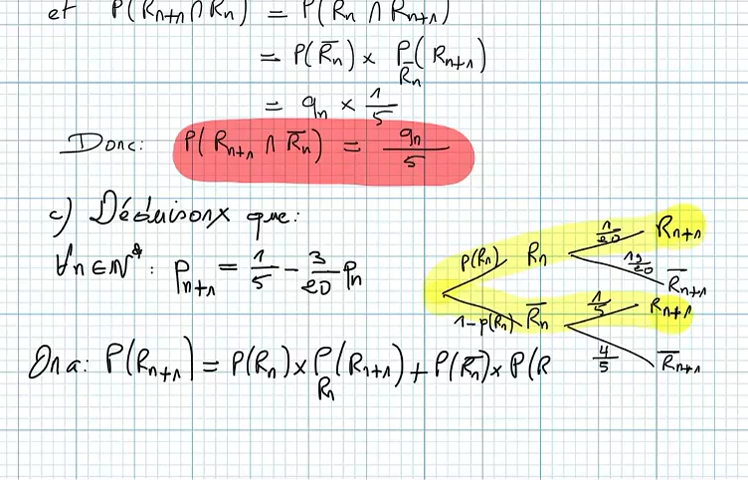 et P(Rn+1 ∩ R̅n) = P(R̅n ∩ Rn+1)
= P(R̅n) × P_R̅n(Rn+1)
= qn × 1/5
Donc: P(Rn+1 ∩ R̅n) = qn/5
c) Déduisons que:
∀n∈ℕ*: Pn+1 = 1/5 − 3/20 Pn
P(Rn) Rn 1/20 Rn+1
19/20 R̅n+1
1−P(Rn) R̅n 1/5 Rn+1
4/5 R̅n+1
On a: P(Rn+1) = P(Rn) × P_Rn(Rn+1) + P(R̅n) × P(R